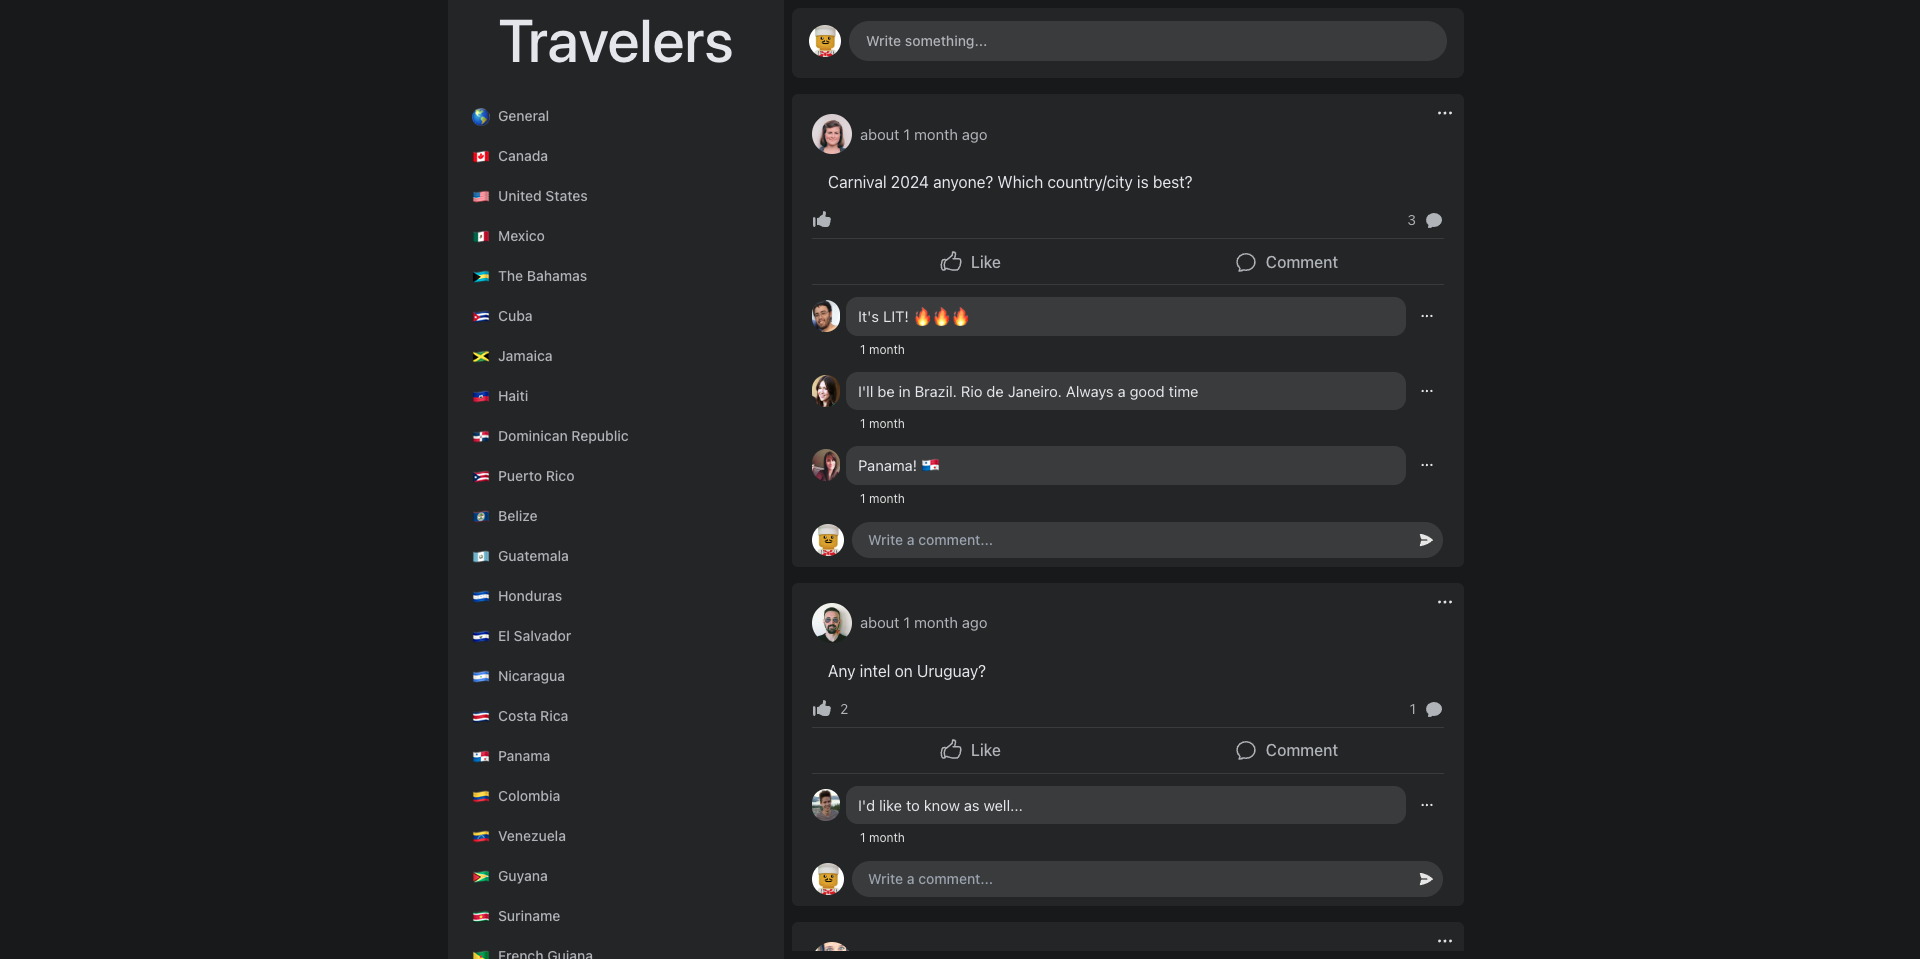 Travelers
General
Canada
United States
Mexico
The Bahamas
Cuba
Jamaica
Haiti
Dominican Republic
Puerto Rico
Belize
Guatemala
Honduras
El Salvador
Nicaragua
Costa Rica
Panama
Colombia
Venezuela
Guyana
Suriname
French Guiana
Write something...
about 1 month ago
Carnival 2024 anyone? Which country/city is best?
3
Like Comment
It's LIT! 🔥🔥🔥
1 month
I'll be in Brazil. Rio de Janeiro. Always a good time
1 month
Panama! 🇵🇦
1 month
Write a comment...
about 1 month ago
Any intel on Uruguay?
2 1
Like Comment
I'd like to know as well...
1 month
Write a comment...